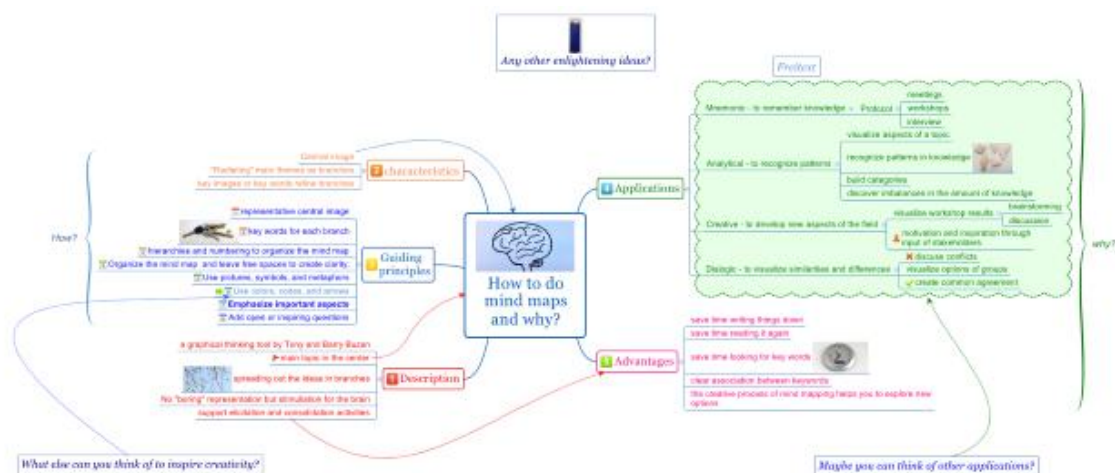 Any other enlightening ideas?
Freitext
How?
Central image
"Radiating" main themes as branches
key images or key words refine branches
2 characteristics
representative central image
key words for each branch
hierarchies and numbering to organize the mind map
Organize the mind map and leave free spaces to create clarity.
Use pictures, symbols, and metaphors
Use colors, codes, and arrows
Emphasize important aspects
Add open or inspiring questions
Guiding
principles
a graphical thinking tool by Tony and Barry Buzan
main topic in the center
spreading out the ideas in branches
No "boring" representation but stimulation for the brain
support elicitation and consolidation activities
1 Description
How to do
mind maps
and why?
Applications
Mnemonic - to remember knowledge
Protocol
meetings
workshops
interview
Analytical - to recognize patterns
visualize aspects of a topic
recognize patterns in knowledge
build categories
discover imbalances in the amount of knowledge
Creative - to develop new aspects of the field
visualize workshop results
brainstorming
discussion
motivation and inspiration through
input of stakeholders
Dialogic - to visualize similarities and differences
discuss conflicts
visualize options of groups
create common agreement
why?
Advantages
save time writing things down
save time reading it again
save time looking for key words
clear association between keywords
the creative process of mind mapping helps you to explore new
options
What else can you think of to inspire creativity?
Maybe you can think of other applications?